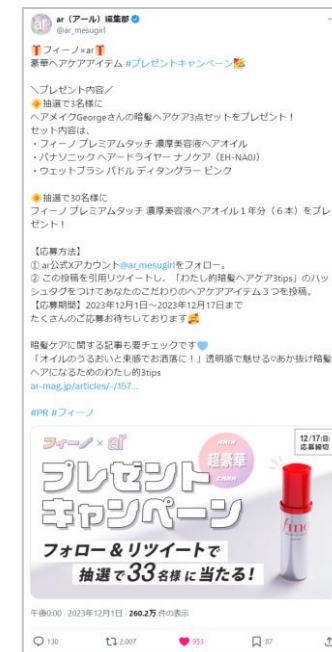 ar（アール）編集部
@ar_mesugirl
🎁フィーノ×ar🎁
豪華ヘアケアアイテム #プレゼントキャンペーン🥰
＼プレゼント内容／
🔶抽選で3名様に
ヘアメイクGeorgeさんの暗髪ヘアケア3点セットをプレゼント！
セット内容は、
・フィーノ プレミアムタッチ 濃厚美容液ヘアオイル
・パナソニック ヘアードライヤー ナノケア（EH-NA0J）
・ウェットブラシ パドル ディタングラー ピンク
🔶抽選で30名様に
フィーノ プレミアムタッチ 濃厚美容液ヘアオイル１年分（６本）をプレ
ゼント！
【応募方法】
① ar公式Xアカウント@ar_mesugirlをフォロー。
② この投稿を引用リツイートし、「わたし的暗髪ヘアケア3tips」のハッ
シュタグをつけてあなたのこだわりのヘアケアアイテム３つを投稿。
【応募期間】2023年12月1日～2023年12月17日まで
たくさんのご応募お待ちしております🥰
暗髪ケアに関する記事も要チェックです🩵
「オイルのうるおいと束感でお洒落に！」透明感で魅せる♡あか抜け暗髪
ヘアになるためのわたし的3tips
ar-mag.jp/articles/-/157…
#PR #フィーノ
フィーノ × ar
HAIR
超豪華
12/17(日)
応募締切
プレゼント
キャンペーン
fino
フォロー & リツイートで
抽選で33名様に当たる!
午後0:00 · 2023年12月1日 · 260.2万 件の表示
130 2,007 953 87